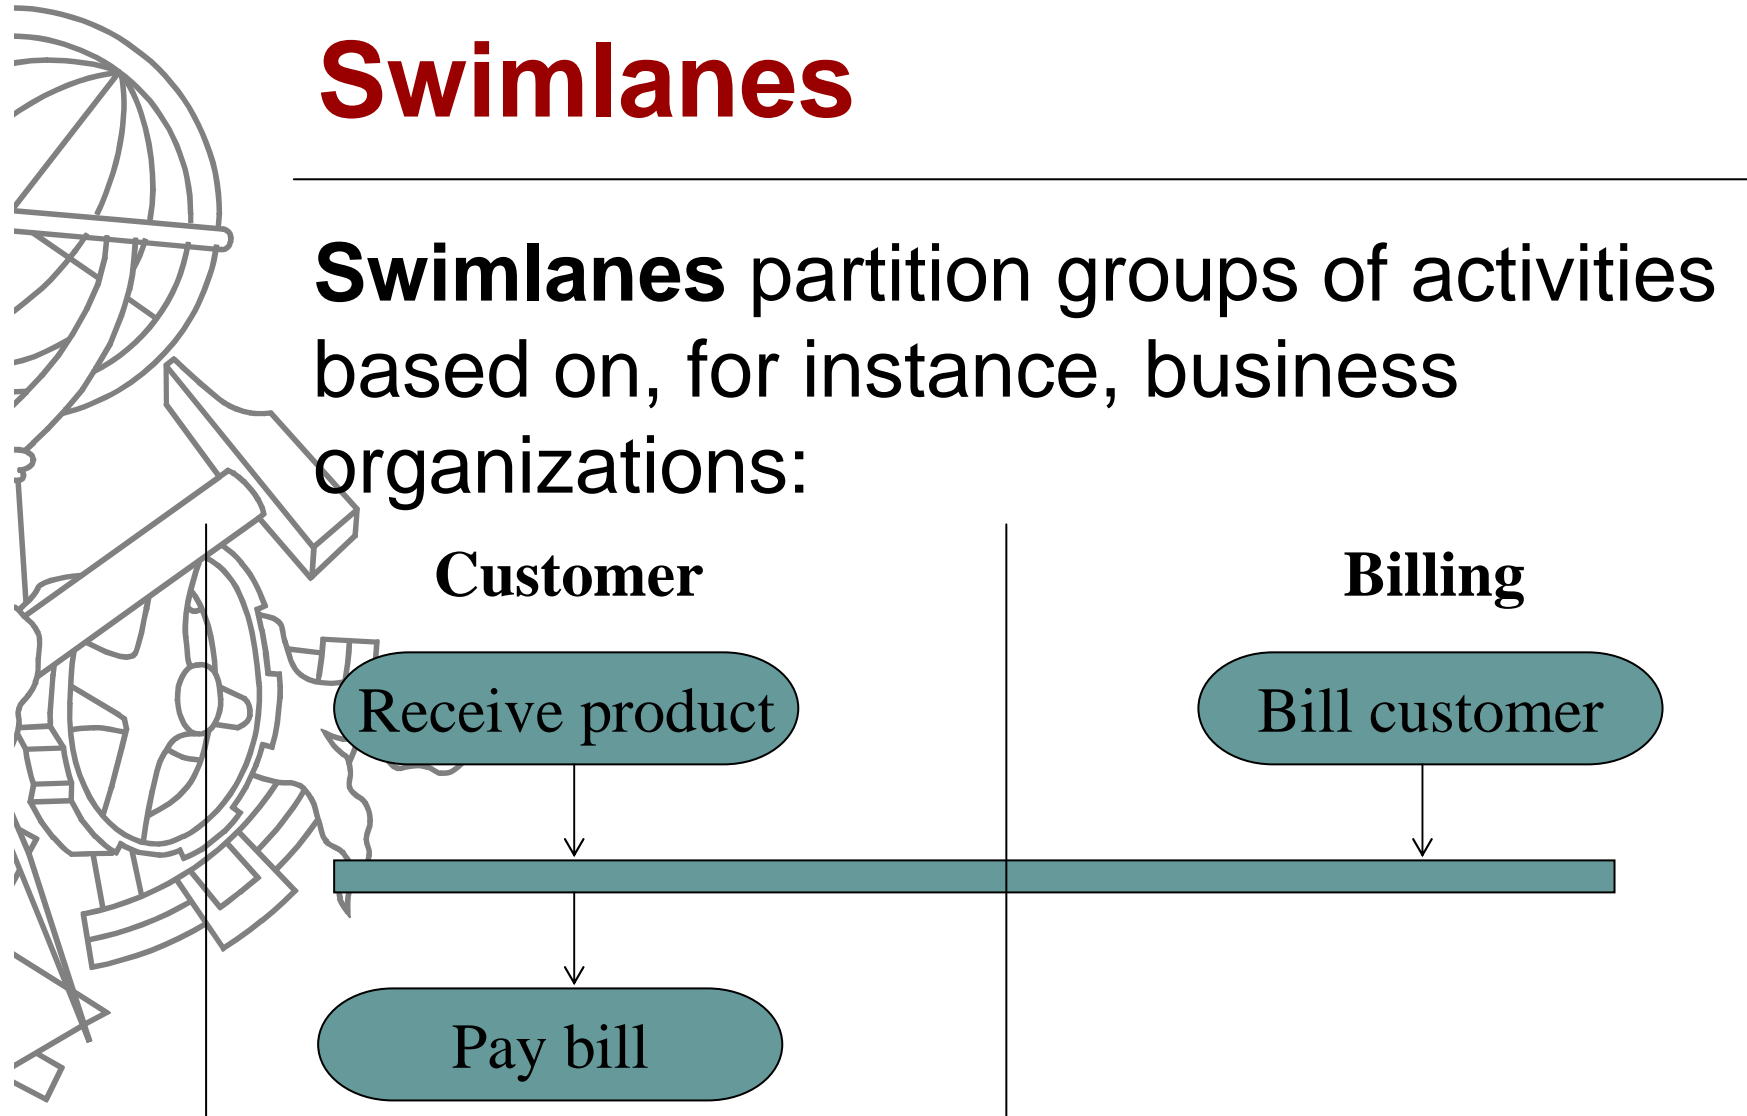 Swimlanes
Swimlanes partition groups of activities
based on, for instance, business
organizations:
Customer
Billing
Receive product
Bill customer
Pay bill